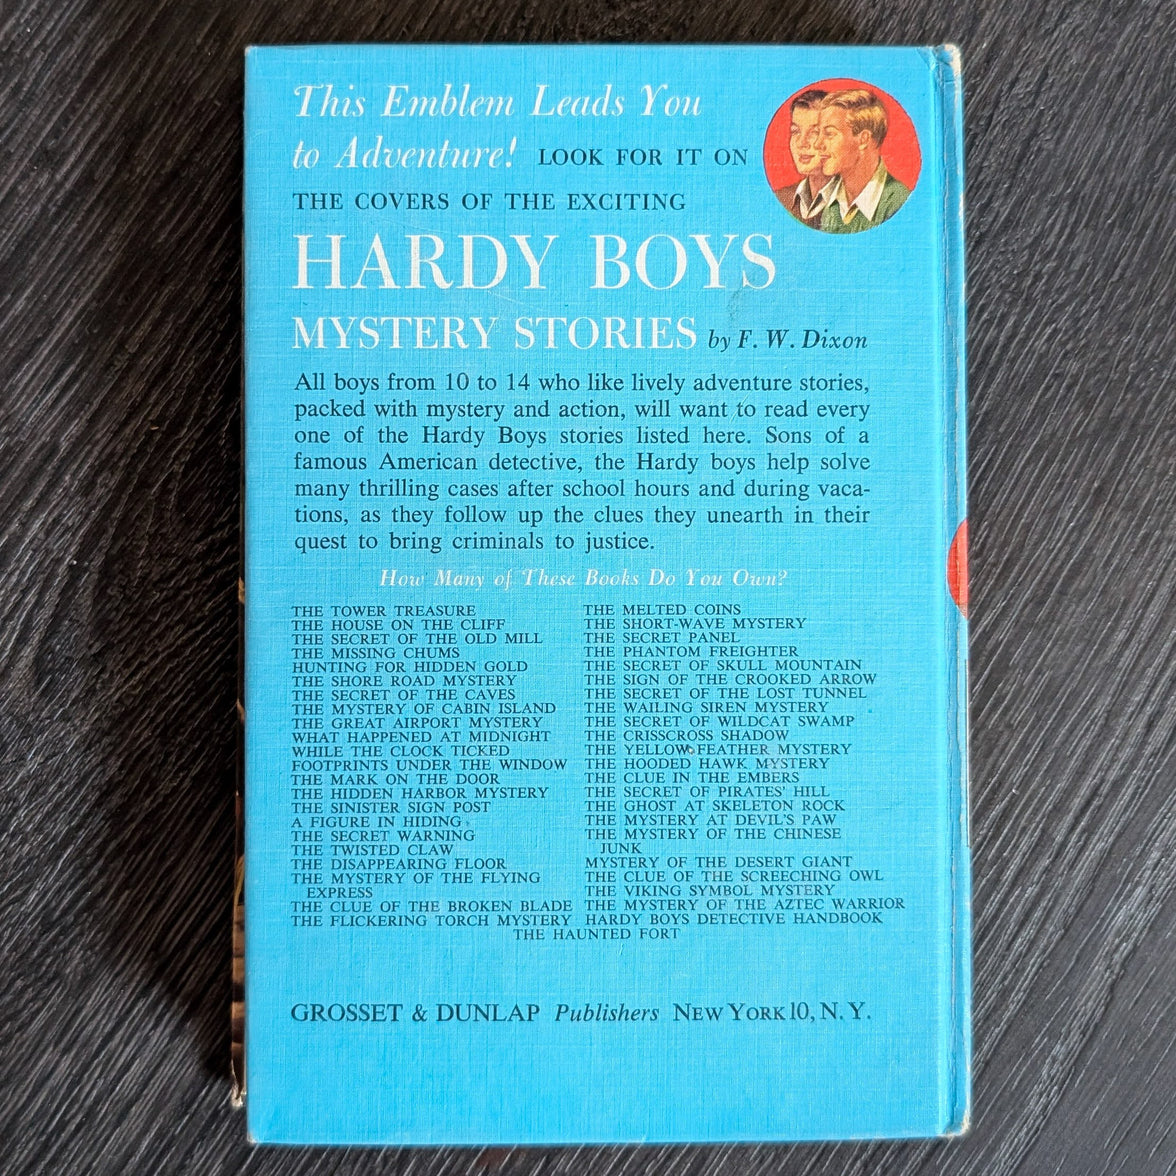 This Emblem Leads You
to Adventure! LOOK FOR IT ON
THE COVERS OF THE EXCITING
HARDY BOYS
MYSTERY STORIES by F. W. Dixon
All boys from 10 to 14 who like lively adventure stories,
packed with mystery and action, will want to read every
one of the Hardy Boys stories listed here. Sons of a
famous American detective, the Hardy boys help solve
many thrilling cases after school hours and during vaca-
tions, as they follow up the clues they unearth in their
quest to bring criminals to justice.
How Many of These Books Do You Own?
THE TOWER TREASURE
THE HOUSE ON THE CLIFF
THE SECRET OF THE OLD MILL
THE MISSING CHUMS
HUNTING FOR HIDDEN GOLD
THE SHORE ROAD MYSTERY
THE SECRET OF THE CAVES
THE MYSTERY OF CABIN ISLAND
THE GREAT AIRPORT MYSTERY
WHAT HAPPENED AT MIDNIGHT
WHILE THE CLOCK TICKED
FOOTPRINTS UNDER THE WINDOW
THE MARK ON THE DOOR
THE HIDDEN HARBOR MYSTERY
THE SINISTER SIGN POST
A FIGURE IN HIDING
THE SECRET WARNING
THE TWISTED CLAW
THE DISAPPEARING FLOOR
THE MYSTERY OF THE FLYING
EXPRESS
THE CLUE OF THE BROKEN BLADE
THE FLICKERING TORCH MYSTERY
THE MELTED COINS
THE SHORT-WAVE MYSTERY
THE SECRET PANEL
THE PHANTOM FREIGHTER
THE SECRET OF SKULL MOUNTAIN
THE SIGN OF THE CROOKED ARROW
THE SECRET OF THE LOST TUNNEL
THE WAILING SIREN MYSTERY
THE SECRET OF WILDCAT SWAMP
THE CRISSCROSS SHADOW
THE YELLOW FEATHER MYSTERY
THE HOODED HAWK MYSTERY
THE CLUE IN THE EMBERS
THE SECRET OF PIRATES' HILL
THE GHOST AT SKELETON ROCK
THE MYSTERY AT DEVIL'S PAW
THE MYSTERY OF THE CHINESE
JUNK
MYSTERY OF THE DESERT GIANT
THE CLUE OF THE SCREECHING OWL
THE VIKING SYMBOL MYSTERY
THE MYSTERY OF THE AZTEC WARRIOR
HARDY BOYS DETECTIVE HANDBOOK
THE HAUNTED FORT
GROSSET & DUNLAP Publishers NEW YORK 10, N. Y.